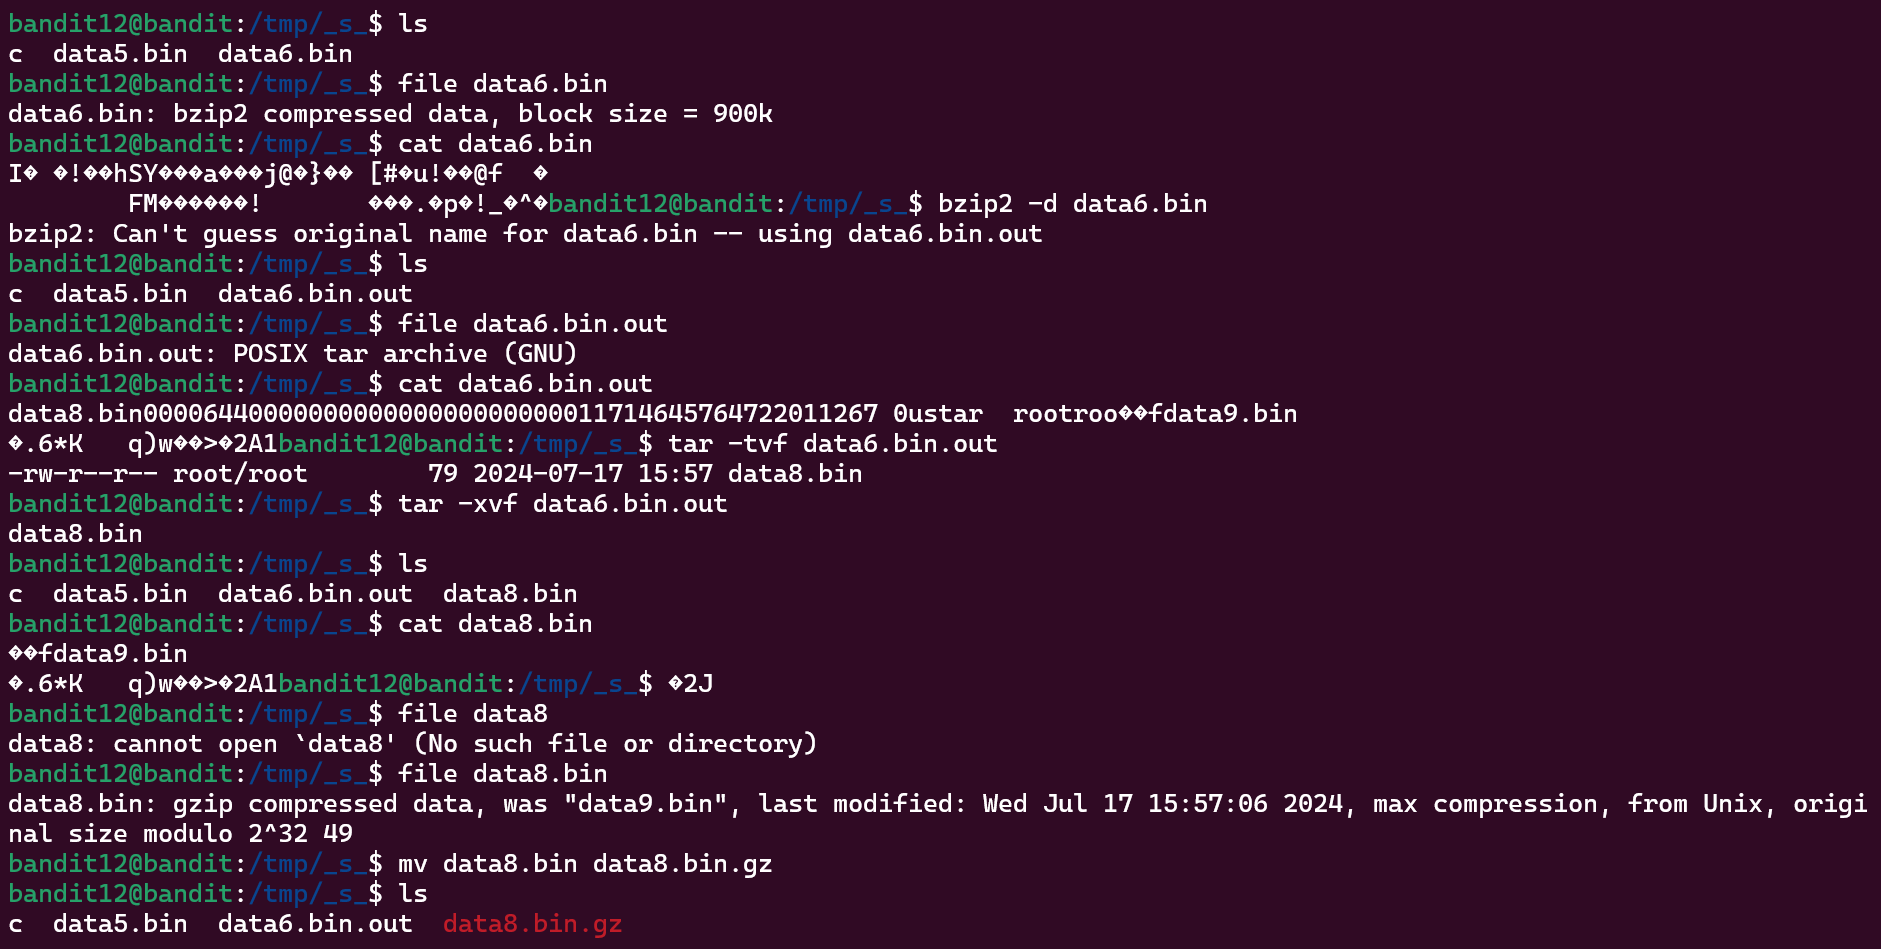 bandit12@bandit:/tmp/_s_$ ls
c  data5.bin  data6.bin
bandit12@bandit:/tmp/_s_$ file data6.bin
data6.bin: bzip2 compressed data, block size = 900k
bandit12@bandit:/tmp/_s_$ cat data6.bin
I� �!��hSY���a���j@�}�� [#�u!��@f  �
        FM������!       ���.�p�!_�^�bandit12@bandit:/tmp/_s_$ bzip2 -d data6.bin
bzip2: Can't guess original name for data6.bin -- using data6.bin.out
bandit12@bandit:/tmp/_s_$ ls
c  data5.bin  data6.bin.out
bandit12@bandit:/tmp/_s_$ file data6.bin.out
data6.bin.out: POSIX tar archive (GNU)
bandit12@bandit:/tmp/_s_$ cat data6.bin.out
data8.bin0000644000000000000000000000011714645764722011267 0ustar  rootroo��fdata9.bin
�.6*K   q)w��>�2A1bandit12@bandit:/tmp/_s_$ tar -tvf data6.bin.out
-rw-r--r-- root/root        79 2024-07-17 15:57 data8.bin
bandit12@bandit:/tmp/_s_$ tar -xvf data6.bin.out
data8.bin
bandit12@bandit:/tmp/_s_$ ls
c  data5.bin  data6.bin.out  data8.bin
bandit12@bandit:/tmp/_s_$ cat data8.bin
��fdata9.bin
�.6*K   q)w��>�2A1bandit12@bandit:/tmp/_s_$ �2J
bandit12@bandit:/tmp/_s_$ file data8
data8: cannot open `data8' (No such file or directory)
bandit12@bandit:/tmp/_s_$ file data8.bin
data8.bin: gzip compressed data, was "data9.bin", last modified: Wed Jul 17 15:57:06 2024, max compression, from Unix, origi
nal size modulo 2^32 49
bandit12@bandit:/tmp/_s_$ mv data8.bin data8.bin.gz
bandit12@bandit:/tmp/_s_$ ls
c  data5.bin  data6.bin.out  data8.bin.gz